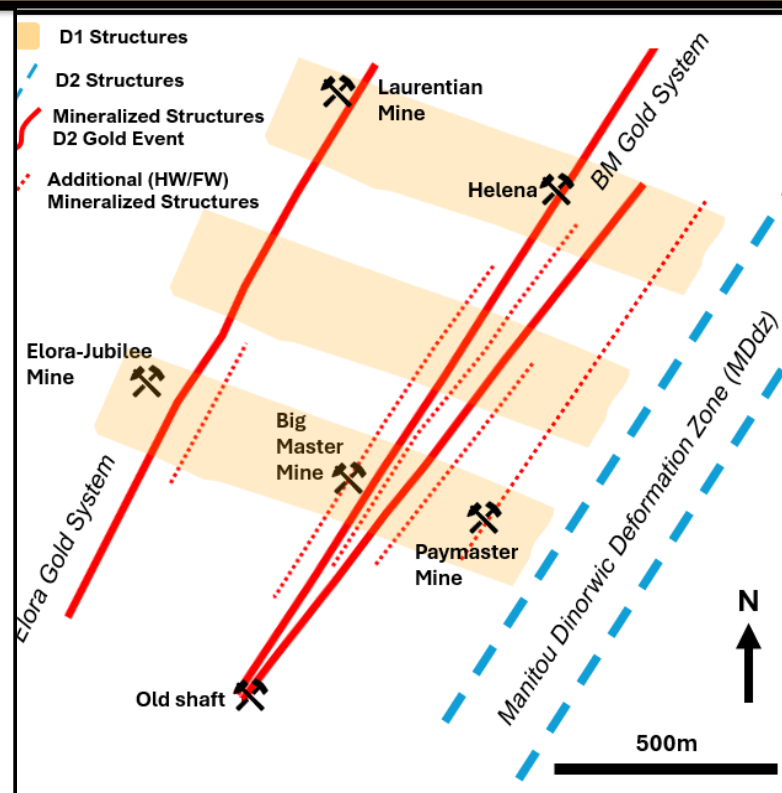 D1 Structures
D2 Structures
Mineralized Structures
D2 Gold Event
Additional (HW/FW)
Mineralized Structures
Laurentian
Mine
BM Gold System
Helena
Elora-Jubilee
Mine
Big
Master
Mine
Elora Gold System
Paymaster
Mine
Manitou Dinorwic Deformation Zone (MDdz)
Old shaft
N
500m